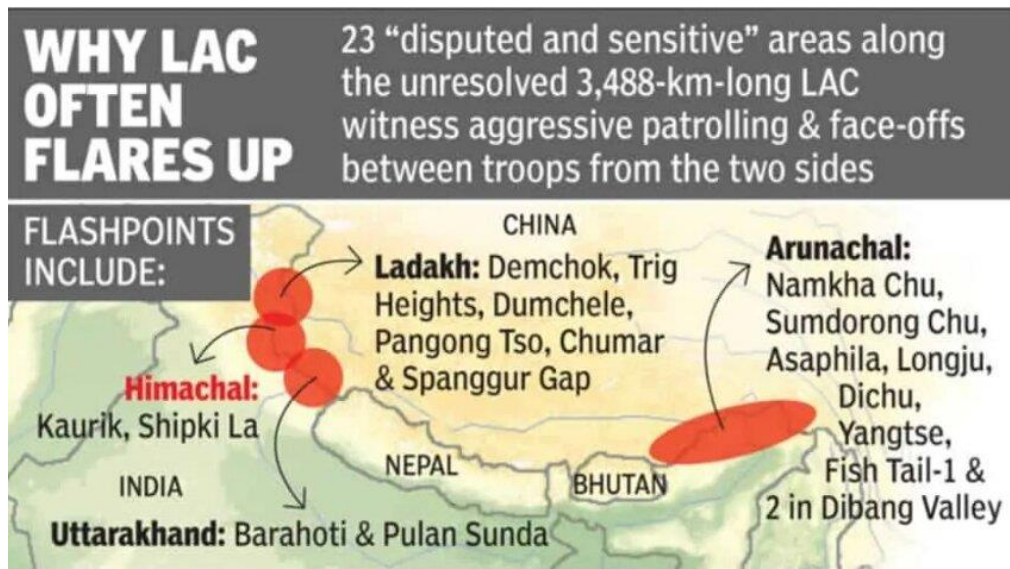 WHY LAC
OFTEN
FLARES UP
23 “disputed and sensitive” areas along
the unresolved 3,488-km-long LAC
witness aggressive patrolling & face-offs
between troops from the two sides
FLASHPOINTS
INCLUDE:
CHINA
Ladakh: Demchok, Trig
Heights, Dumchele,
Pangong Tso, Chumar
& Spanggur Gap
Arunachal:
Namkha Chu,
Sumdorong Chu,
Asaphila, Longju,
Dichu,
Yangtse,
Fish Tail-1 &
2 in Dibang Valley
Himachal:
Kaurik, Shipki La
INDIA
NEPAL
BHUTAN
Uttarakhand: Barahoti & Pulan Sunda